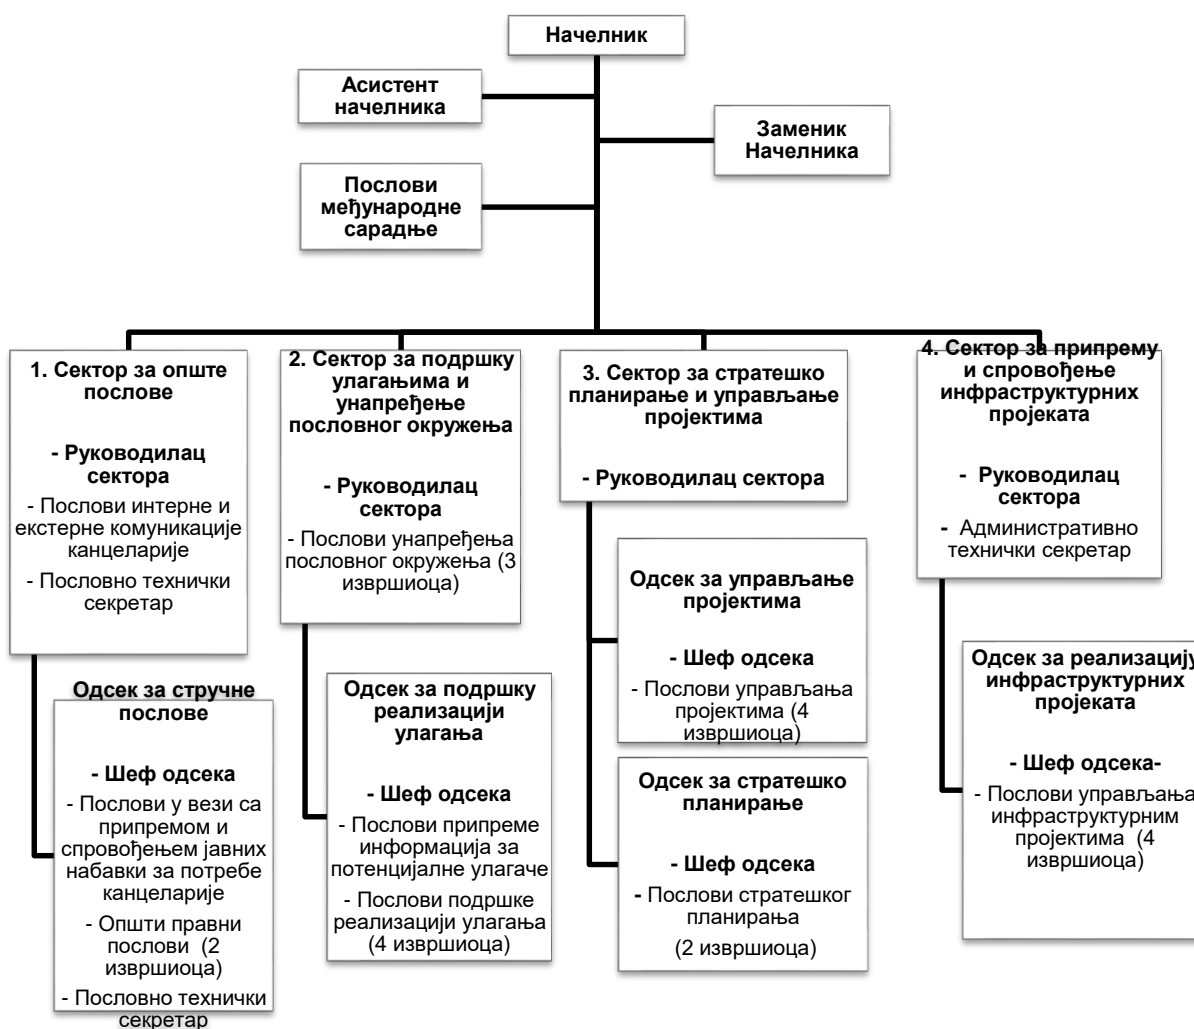 Начелник
Асистент
начелника
Заменик
Начелника
Послови
међународне
сарадње
1. Сектор за опште
послове
- Руководилац
сектора
- Послови интерне и
екстерне комуникације
канцеларије
- Пословно технички
секретар
Одсек за стручне
послове
- Шеф одсека
- Послови у вези са
припремом и
спровођењем јавних
набавки за потребе
канцеларије
- Општи правни
послови (2
извршиоца)
- Пословно технички
секретар
2. Сектор за подршку
улагањима и
унапређење
пословног окружења
- Руководилац
сектора
- Послови унапређења
пословног окружења (3
извршиоца)
Одсек за подршку
реализацији
улагања
- Шеф одсека
- Послови припреме
информација за
потенцијалне улагаче
- Послови подршке
реализацији улагања
(4 извршиоца)
3. Сектор за стратешко
планирање и управљање
пројектима
- Руководилац сектора
Одсек за управљање
пројектима
- Шеф одсека
- Послови управљања
пројектима (4
извршиоца)
Одсек за стратешко
планирање
- Шеф одсека
- Послови стратешког
планирања
(2 извршиоца)
4. Сектор за припрему
и спровођење
инфраструктурних
пројеката
- Руководилац
сектора
- Административно
технички секретар
Одсек за реализацију
инфраструктурних
пројеката
- Шеф одсека-
- Послови управљања
инфраструктурним
пројектима (4
извршиоца)